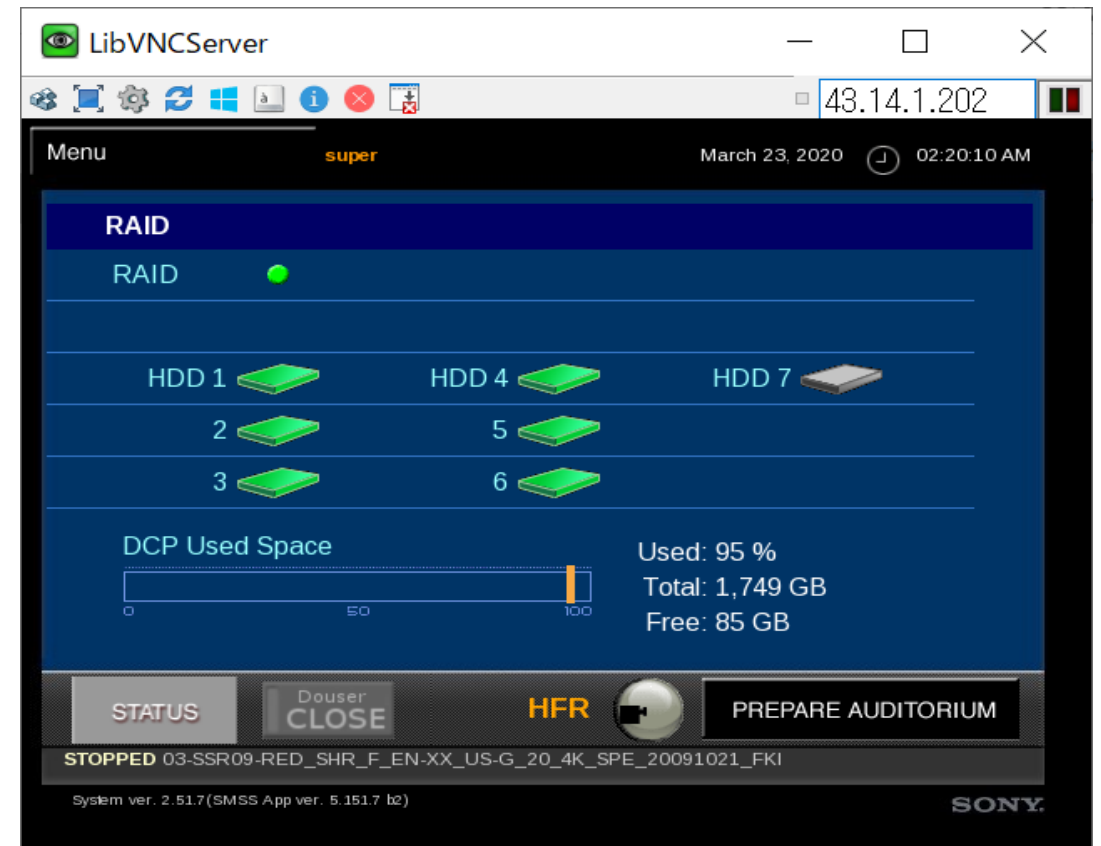 LibVNCServer
43.14.1.202
Menu super March 23, 2020 02:20:10 AM
RAID
RAID
HDD 1 HDD 4 HDD 7
2 5
3 6
DCP Used Space
Used: 95 %
Total: 1,749 GB
0 50 100
Free: 85 GB
STATUS Douser CLOSE HFR PREPARE AUDITORIUM
STOPPED 03-SSR09-RED_SHR_F_EN-XX_US-G_20_4K_SPE_20091021_FKI
System ver. 2.51.7(SMSS App ver. 5.151.7 b2) SONY.